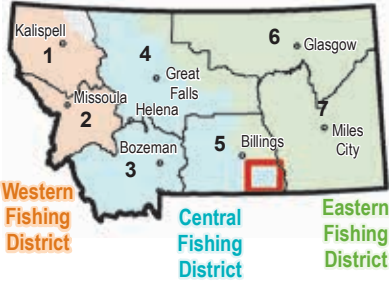 Kalispell
1
4
6
Glasgow
Great
Falls
Missoula
Helena
2
7
Bozeman
3
5
Billings
Miles
City
Western
Fishing
District
Central
Fishing
District
Eastern
Fishing
District